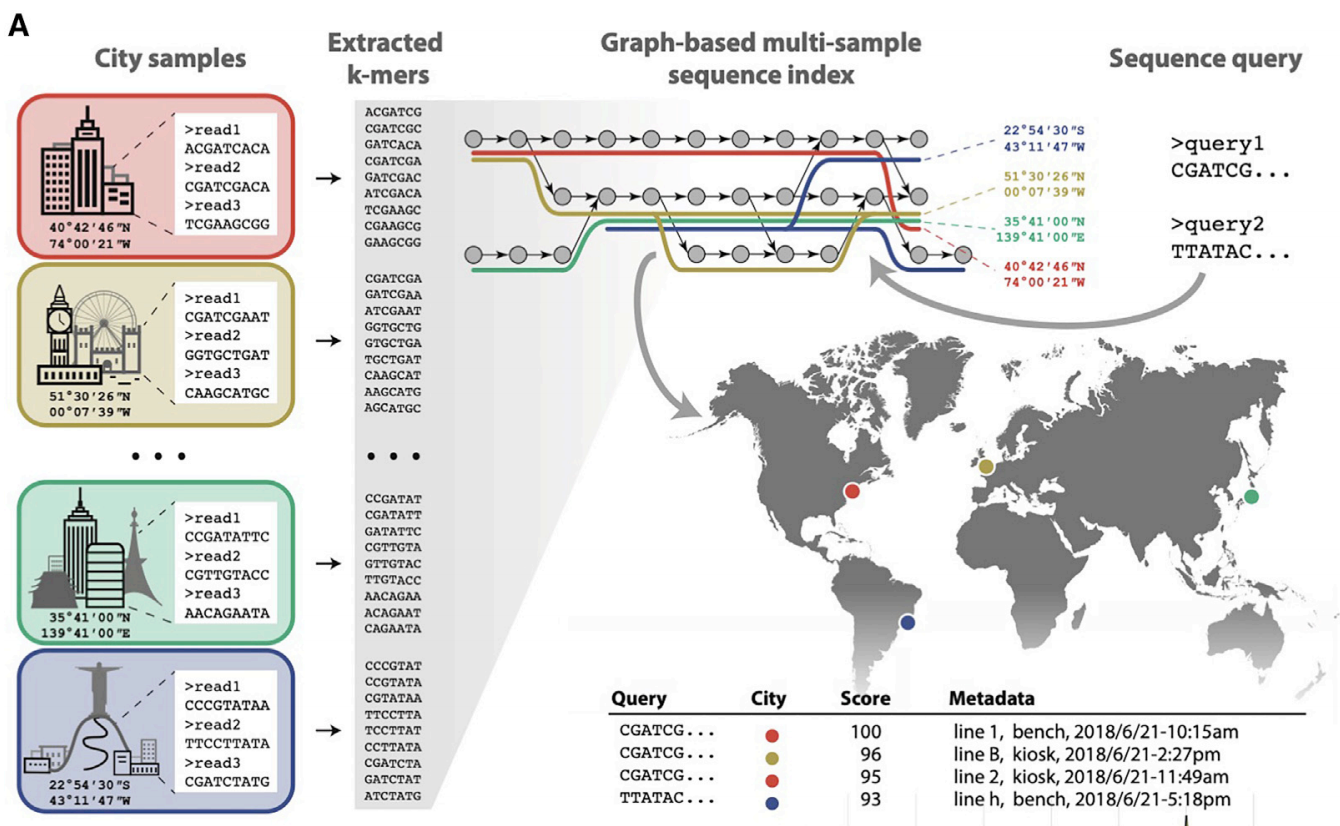 A
City samples
Extracted
k-mers
Graph-based multi-sample
sequence index
Sequence query
>read1
ACGATCACA
>read2
CGATCGACA
>read3
TCGAAGCGG
40°42'46"N
74°00'21"W
>read1
CGATCGAAT
>read2
GGTGCTGAT
>read3
CAAGCATGC
51°30'26"N
00°07'39"W
• • •
>read1
CCGATATTC
>read2
CGTTGTACC
>read3
AACAGAATA
35°41'00"N
139°41'00"E
>read1
CCCGTATAA
>read2
TTCCTTATA
>read3
CGATCTATG
22°54'30"S
43°11'47"W
ACGATCG
CGATCGC
GATCACA
CGATCGA
GATCGAC
ATCGACA
TCGAAGC
CGAAGCG
GAAGCGG
CGATCGA
GATCGAA
ATCGAAT
GGTGCTG
GTGCTGA
TGCTGAT
CAAGCAT
AAGCATG
AGCATGC
• • •
CCGATAT
CGATATT
GATATTC
CGTTGTA
GTTGTAC
TTGTACC
AACAGAA
ACAGAAT
CAGAATA
CCCGTAT
CCGTATA
CGTATAA
TTCCTTA
TCCTTAT
CCTTATA
CGATCTA
GATCTAT
ATCTATG
22°54'30"S
43°11'47"W
51°30'26"N
00°07'39"W
35°41'00"N
139°41'00"E
40°42'46"N
74°00'21"W
>query1
CGATCG...
>query2
TTATAC...
Query City Score Metadata
CGATCG... 100 line 1, bench, 2018/6/21-10:15am
CGATCG... 96 line B, kiosk, 2018/6/21-2:27pm
CGATCG... 95 line 2, kiosk, 2018/6/21-11:49am
TTATAC... 93 line h, bench, 2018/6/21-5:18pm